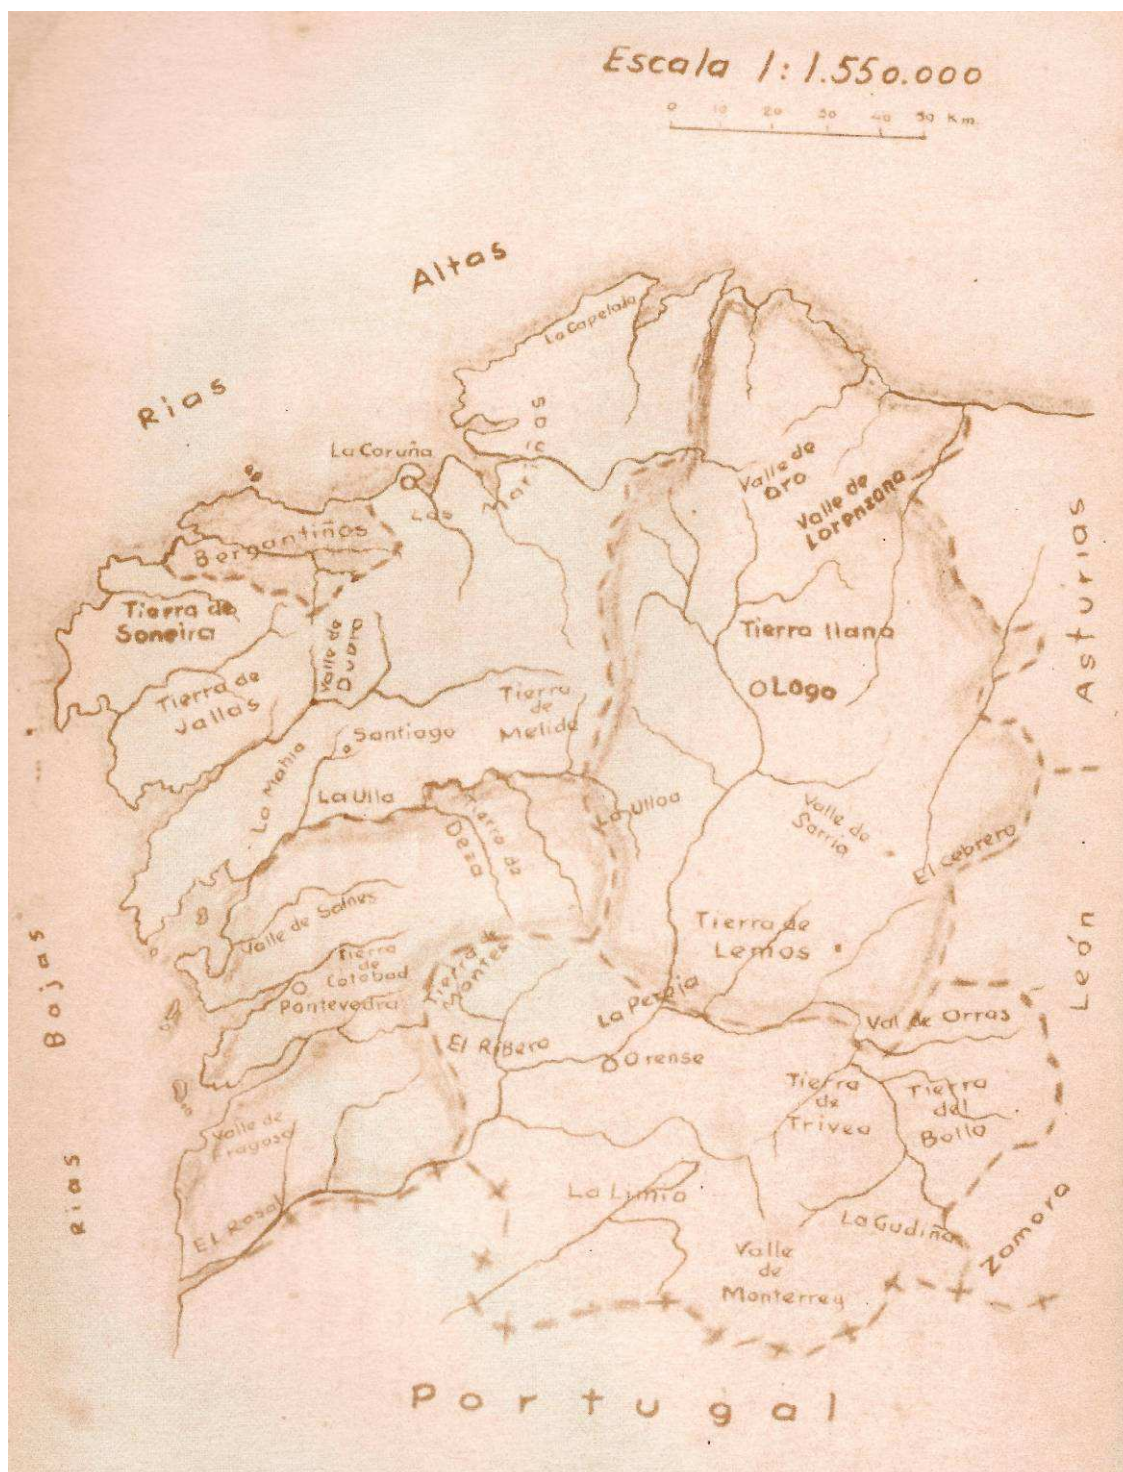 Escala 1:1.550.000
0 10 20 30 40 50 Km.
Rías Altas
La Capelada
Las Mariñas
La Coruña
Bergantiños
Valle de
Oro
Valle de
Lorenzana
Asturias
Tierra de
Soneira
Valle de
Dubra
Tierra llana
Lugo
Tierra de
Jallas
Santiago
Tierra
de
Melide
La Mahia
La Ulla
Tierra de
Deza
La Ulloa
Valle de
Sarria
El Cebrero
Valle de Salnes
Tierra
de
Cotobad
Pontevedra
Tierra de
Montes
Tierra de
Lemos
León
Rias Bajas
La Peroja
Val de Orras
El Ribero
Orense
Tierra
de
Trives
Tierra
del
Bollo
Valle de
Fragoso
El Rosal
La Limia
La Gudiña
Zamora
Valle
de
Monterrey
Portugal